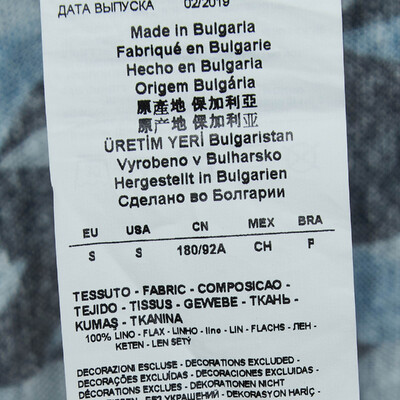 ДАТА ВЫПУСКА 02/2019
Made in Bulgaria
Fabriqué en Bulgarie
Hecho en Bulgaria
Origem Bulgária
原產地 保加利亞
原产地 保加利亚
ÜRETİM YERİ Bulgaristan
Vyrobeno v Bulharsko
Hergestellt in Bulgarien
Сделано во Болгарии
EU USA CN MEX BRA
S S 180/92A CH P
TESSUTO - FABRIC - COMPOSICAO -
TEJIDO - TISSUS - GEWEBE - ТКАНЬ -
KUMAŞ - TKANINA
100% LINO - FLAX - LINHO - lino - LIN - FLACHS - ЛЕН -
KETEN - LEN SETÝ
DECORAZIONI ESCLUSE - DECORATIONS EXCLUDED -
DECORAÇÕES EXCLUÍDAS - DECORACIONES EXCLUIDAS -
DÉCORATIONS EXCLUES - DEKORATIONEN NICHT
БЕЗ УКРАШЕНИЙ - DEKORASYON HARİÇ -